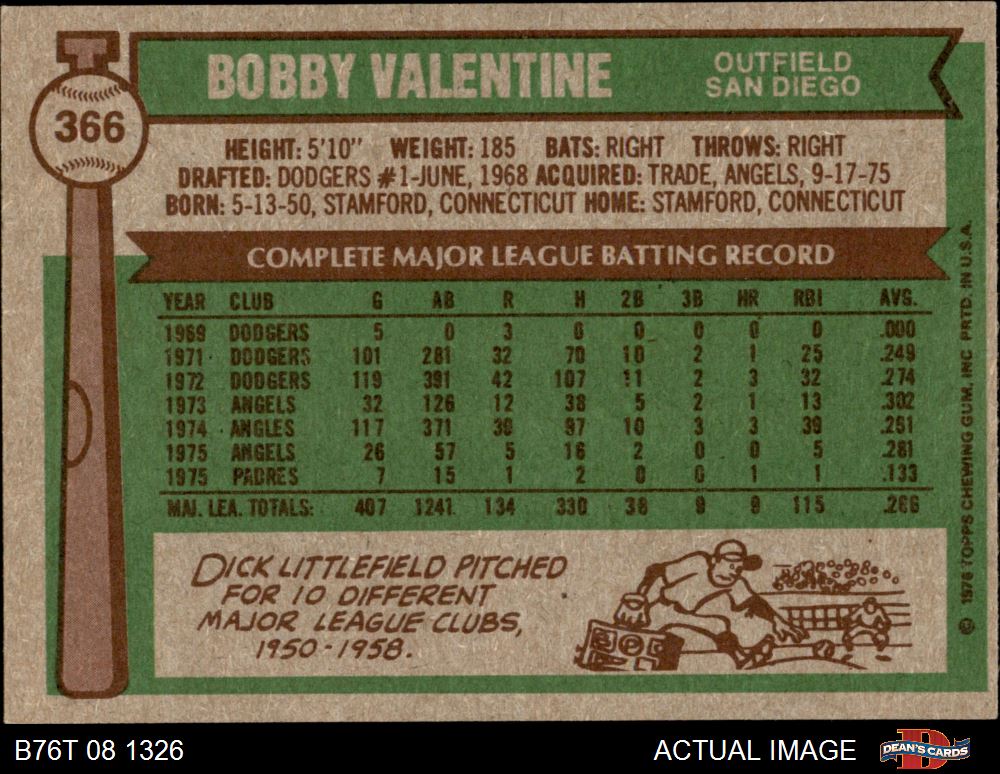 BOBBY VALENTINE
OUTFIELD
SAN DIEGO
366
HEIGHT: 5'10" WEIGHT: 185 BATS: RIGHT THROWS: RIGHT
DRAFTED: DODGERS #1-JUNE, 1968 ACQUIRED: TRADE, ANGELS, 9-17-75
BORN: 5-13-50, STAMFORD, CONNECTICUT HOME: STAMFORD, CONNECTICUT
COMPLETE MAJOR LEAGUE BATTING RECORD
YEAR CLUB G AB R H 2B 3B HR RBI AVG.
1969 DODGERS 5 0 3 0 0 0 0 0 .000
1971 DODGERS 101 281 32 70 10 2 1 25 .249
1972 DODGERS 119 391 42 107 11 2 3 32 .274
1973 ANGELS 32 126 12 38 5 2 1 13 .302
1974 ANGLES 117 371 39 97 10 3 3 39 .261
1975 ANGELS 26 57 5 16 2 0 0 5 .281
1975 PADRES 7 15 1 2 0 0 1 1 .133
MAJ. LEA. TOTALS: 407 1241 134 330 38 9 9 115 .266
DICK LITTLEFIELD PITCHED
FOR 10 DIFFERENT
MAJOR LEAGUE CLUBS,
1950-1958.
© 1976 TOPPS CHEWING GUM, INC PRTD. IN U.S.A.
B76T 08 1326
ACTUAL IMAGE
DEAN'S CARDS